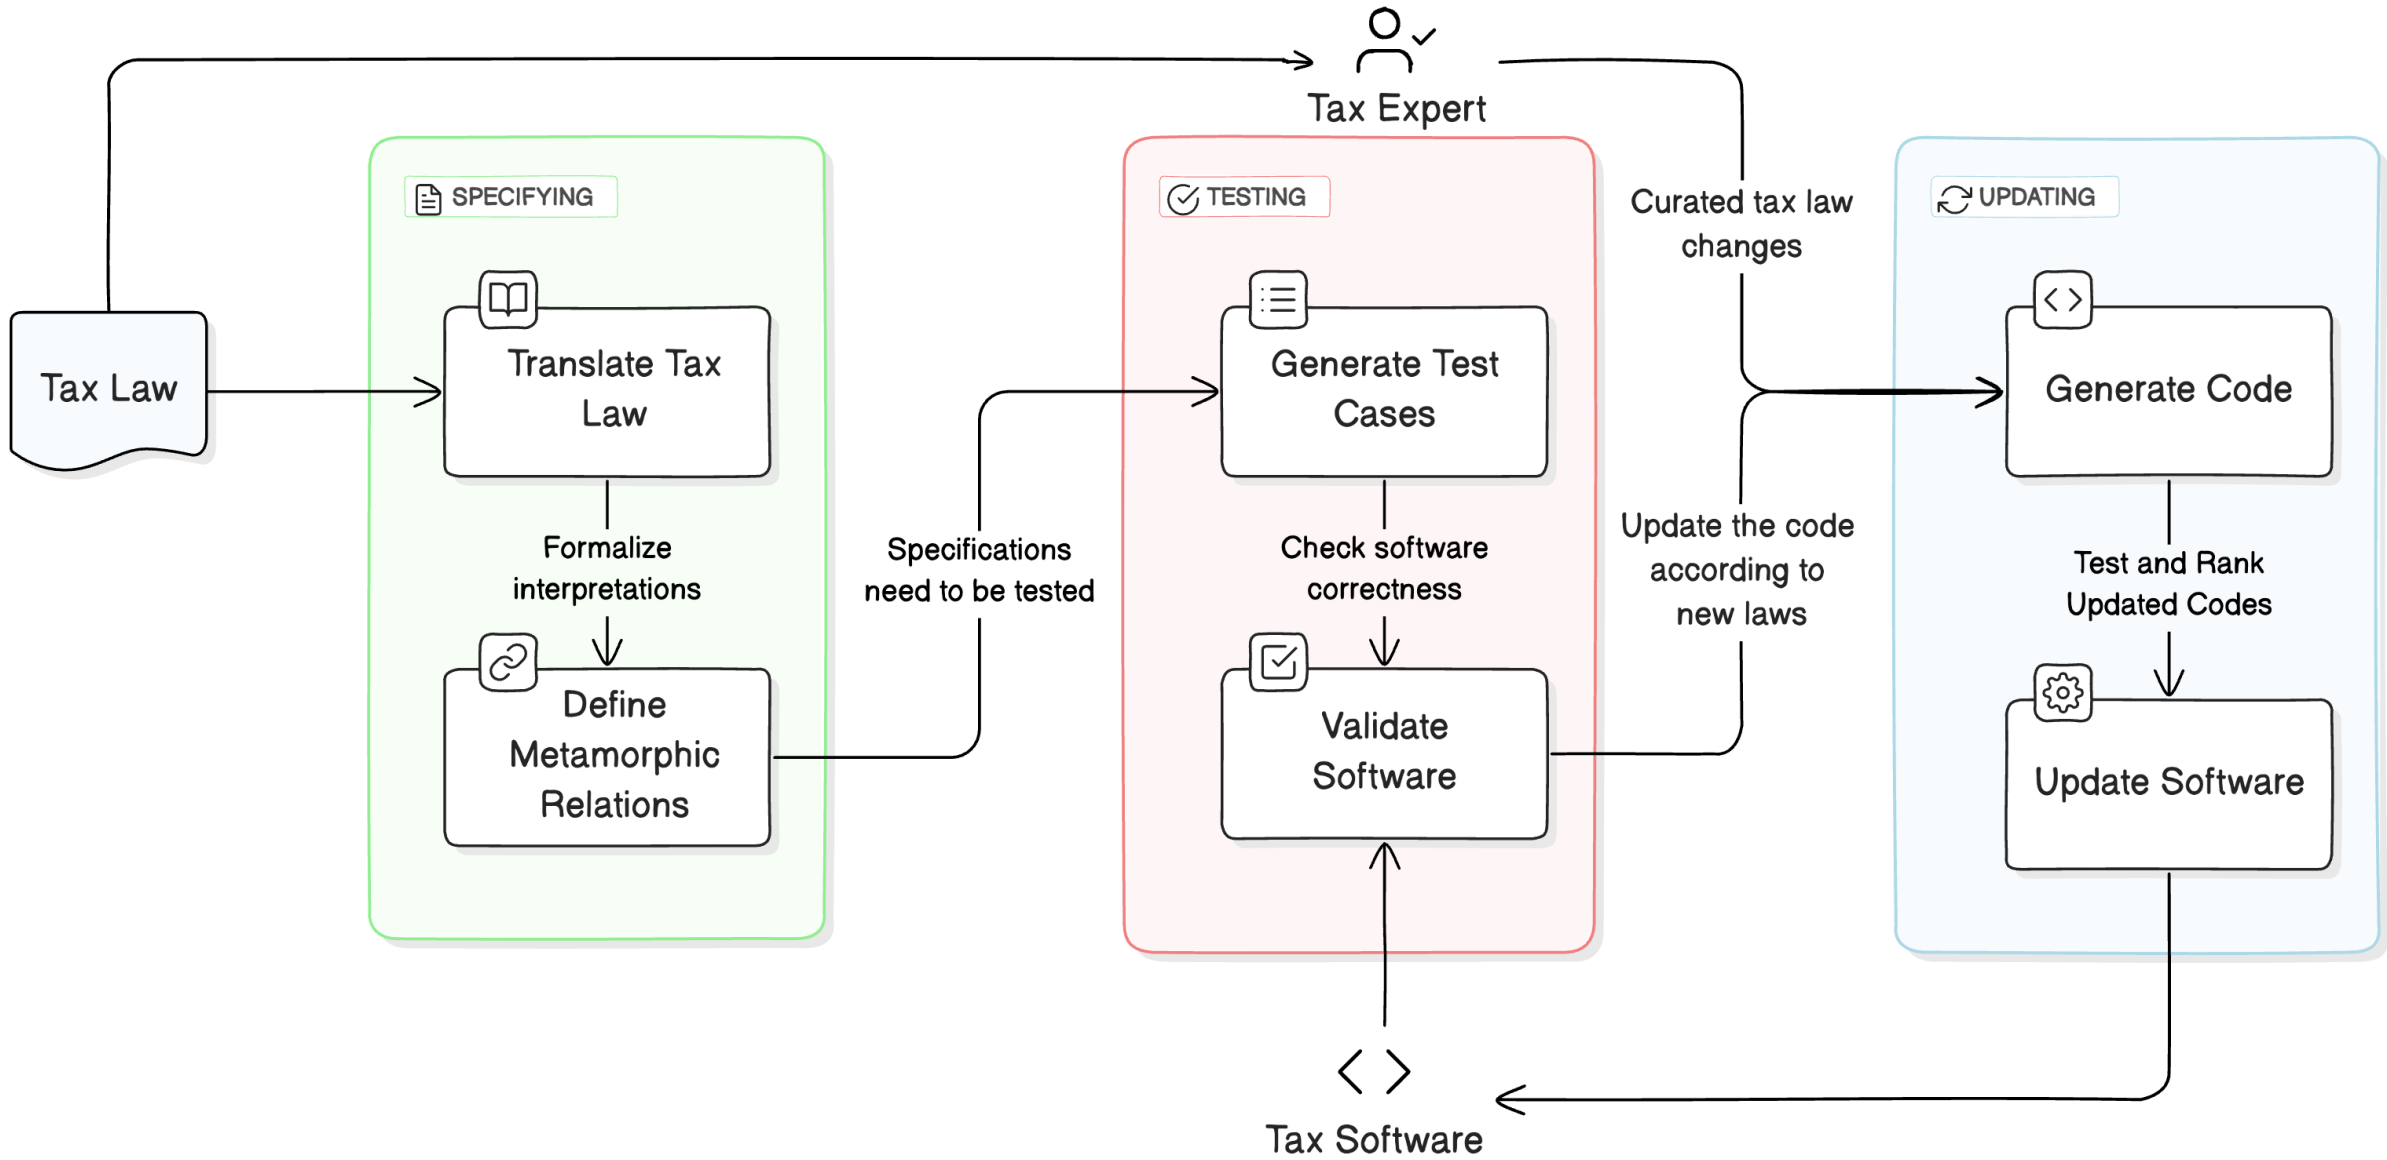 Tax Expert
SPECIFYING
TESTING
UPDATING
Curated tax law
changes
Tax Law
Translate Tax
Law
Generate Test
Cases
Generate Code
Formalize
interpretations
Specifications
need to be tested
Check software
correctness
Update the code
according to
new laws
Test and Rank
Updated Codes
Define
Metamorphic
Relations
Validate
Software
Update Software
Tax Software